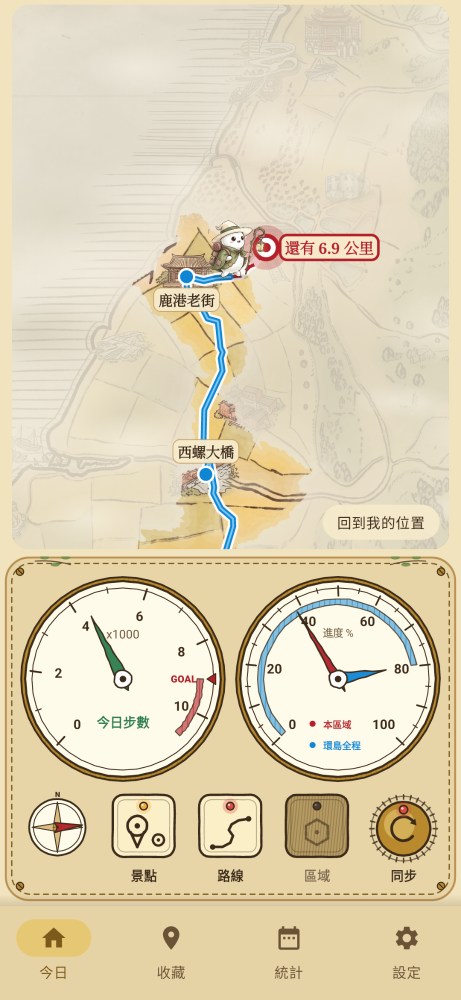 還有 6.9 公里
鹿港老街
西螺大橋
回到我的位置
0
2
4
6
8
10
x1000
GOAL
今日步數
0
20
40
60
80
100
進度 %
本區域
環島全程
N
景點
路線
區域
同步
今日
收藏
統計
設定